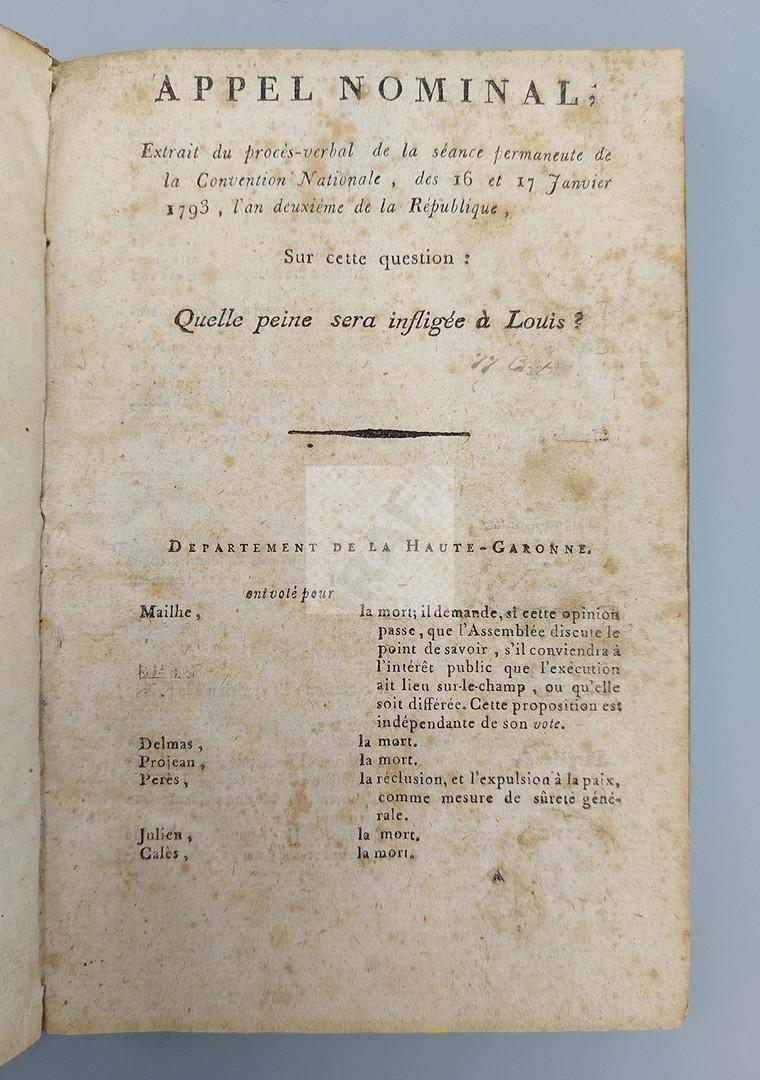 APPEL NOMINAL,
Extrait du procès-verbal de la séance permaneute de
la Convention Nationale , des 16 et 17 Janvier
1793 , l'an deuxième de la République ,
Sur cette question :
Quelle peine sera infligée à Louis ?
DEPARTEMENT DE LA HAUTE-GARONNE.
ont voté pour
Mailhe , la mort; il demande, si cette opinion
passe, que l'Assemblée discute le
point de savoir , s'il conviendra à
l'intérêt public que l'exécution
ait lieu sur-le-champ , ou qu'elle
soit différée. Cette proposition est
indépendante de son vote.
Delmas , la mort.
Projean , la mort.
Perès , la réclusion, et l'expulsion à la paix,
comme mesure de sûreté géné-
rale.
Julien , la mort.
Calès , la mort.
A